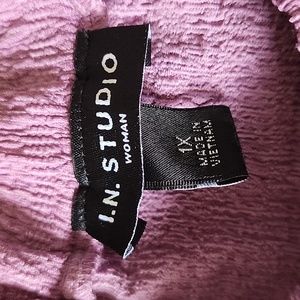 I.N. STUDIO
WOMAN
1X
MADE IN
VIETNAM